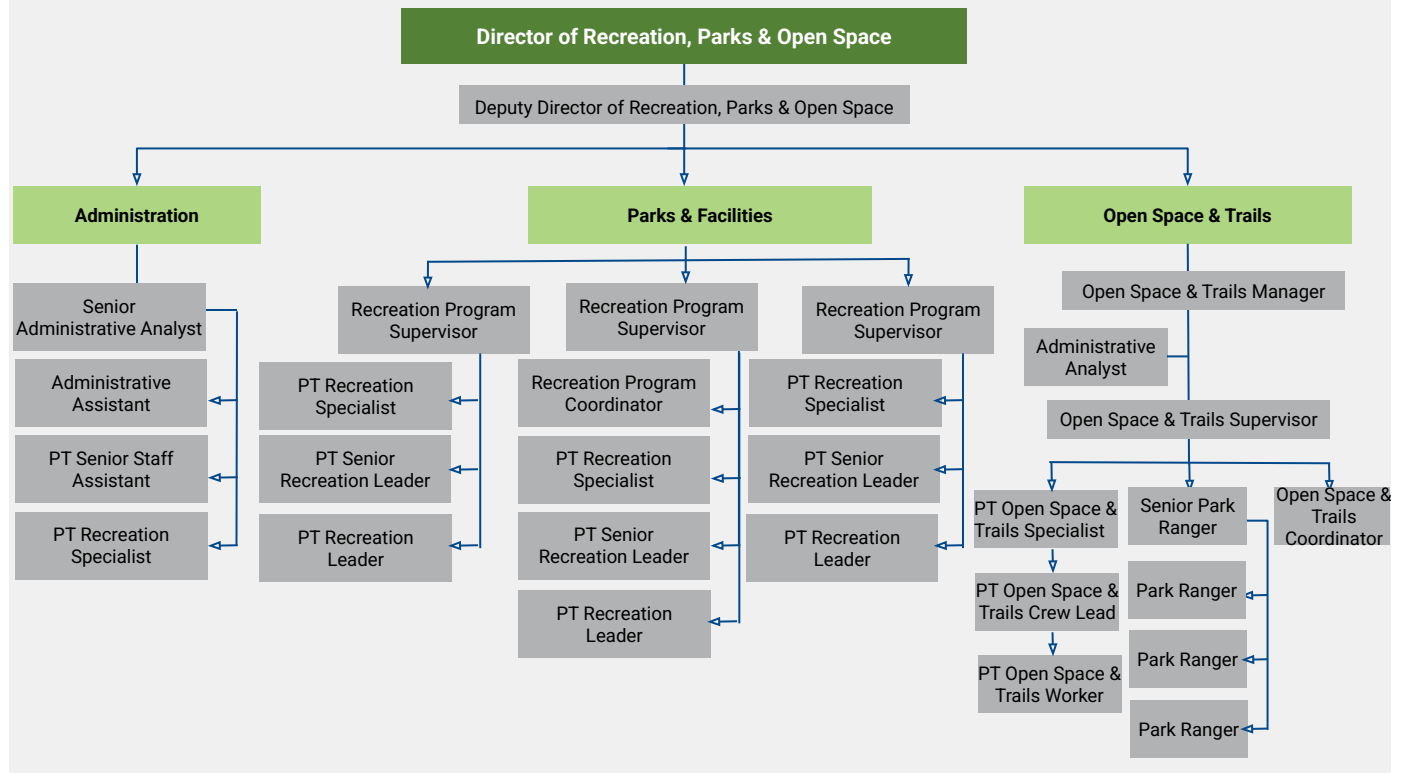 Director of Recreation, Parks & Open Space
Deputy Director of Recreation, Parks & Open Space
Administration
Senior
Administrative Analyst
Administrative
Assistant
PT Senior Staff
Assistant
PT Recreation
Specialist
Parks & Facilities
Recreation Program
Supervisor
PT Recreation
Specialist
PT Senior
Recreation Leader
PT Recreation
Leader
Recreation Program
Supervisor
Recreation Program
Coordinator
PT Recreation
Specialist
PT Senior
Recreation Leader
PT Recreation
Leader
Recreation Program
Supervisor
PT Recreation
Specialist
PT Senior
Recreation Leader
PT Recreation
Leader
Open Space & Trails
Open Space & Trails Manager
Administrative
Analyst
Open Space & Trails Supervisor
PT Open Space &
Trails Specialist
PT Open Space &
Trails Crew Lead
PT Open Space &
Trails Worker
Senior Park
Ranger
Park Ranger
Park Ranger
Park Ranger
Open Space &
Trails
Coordinator